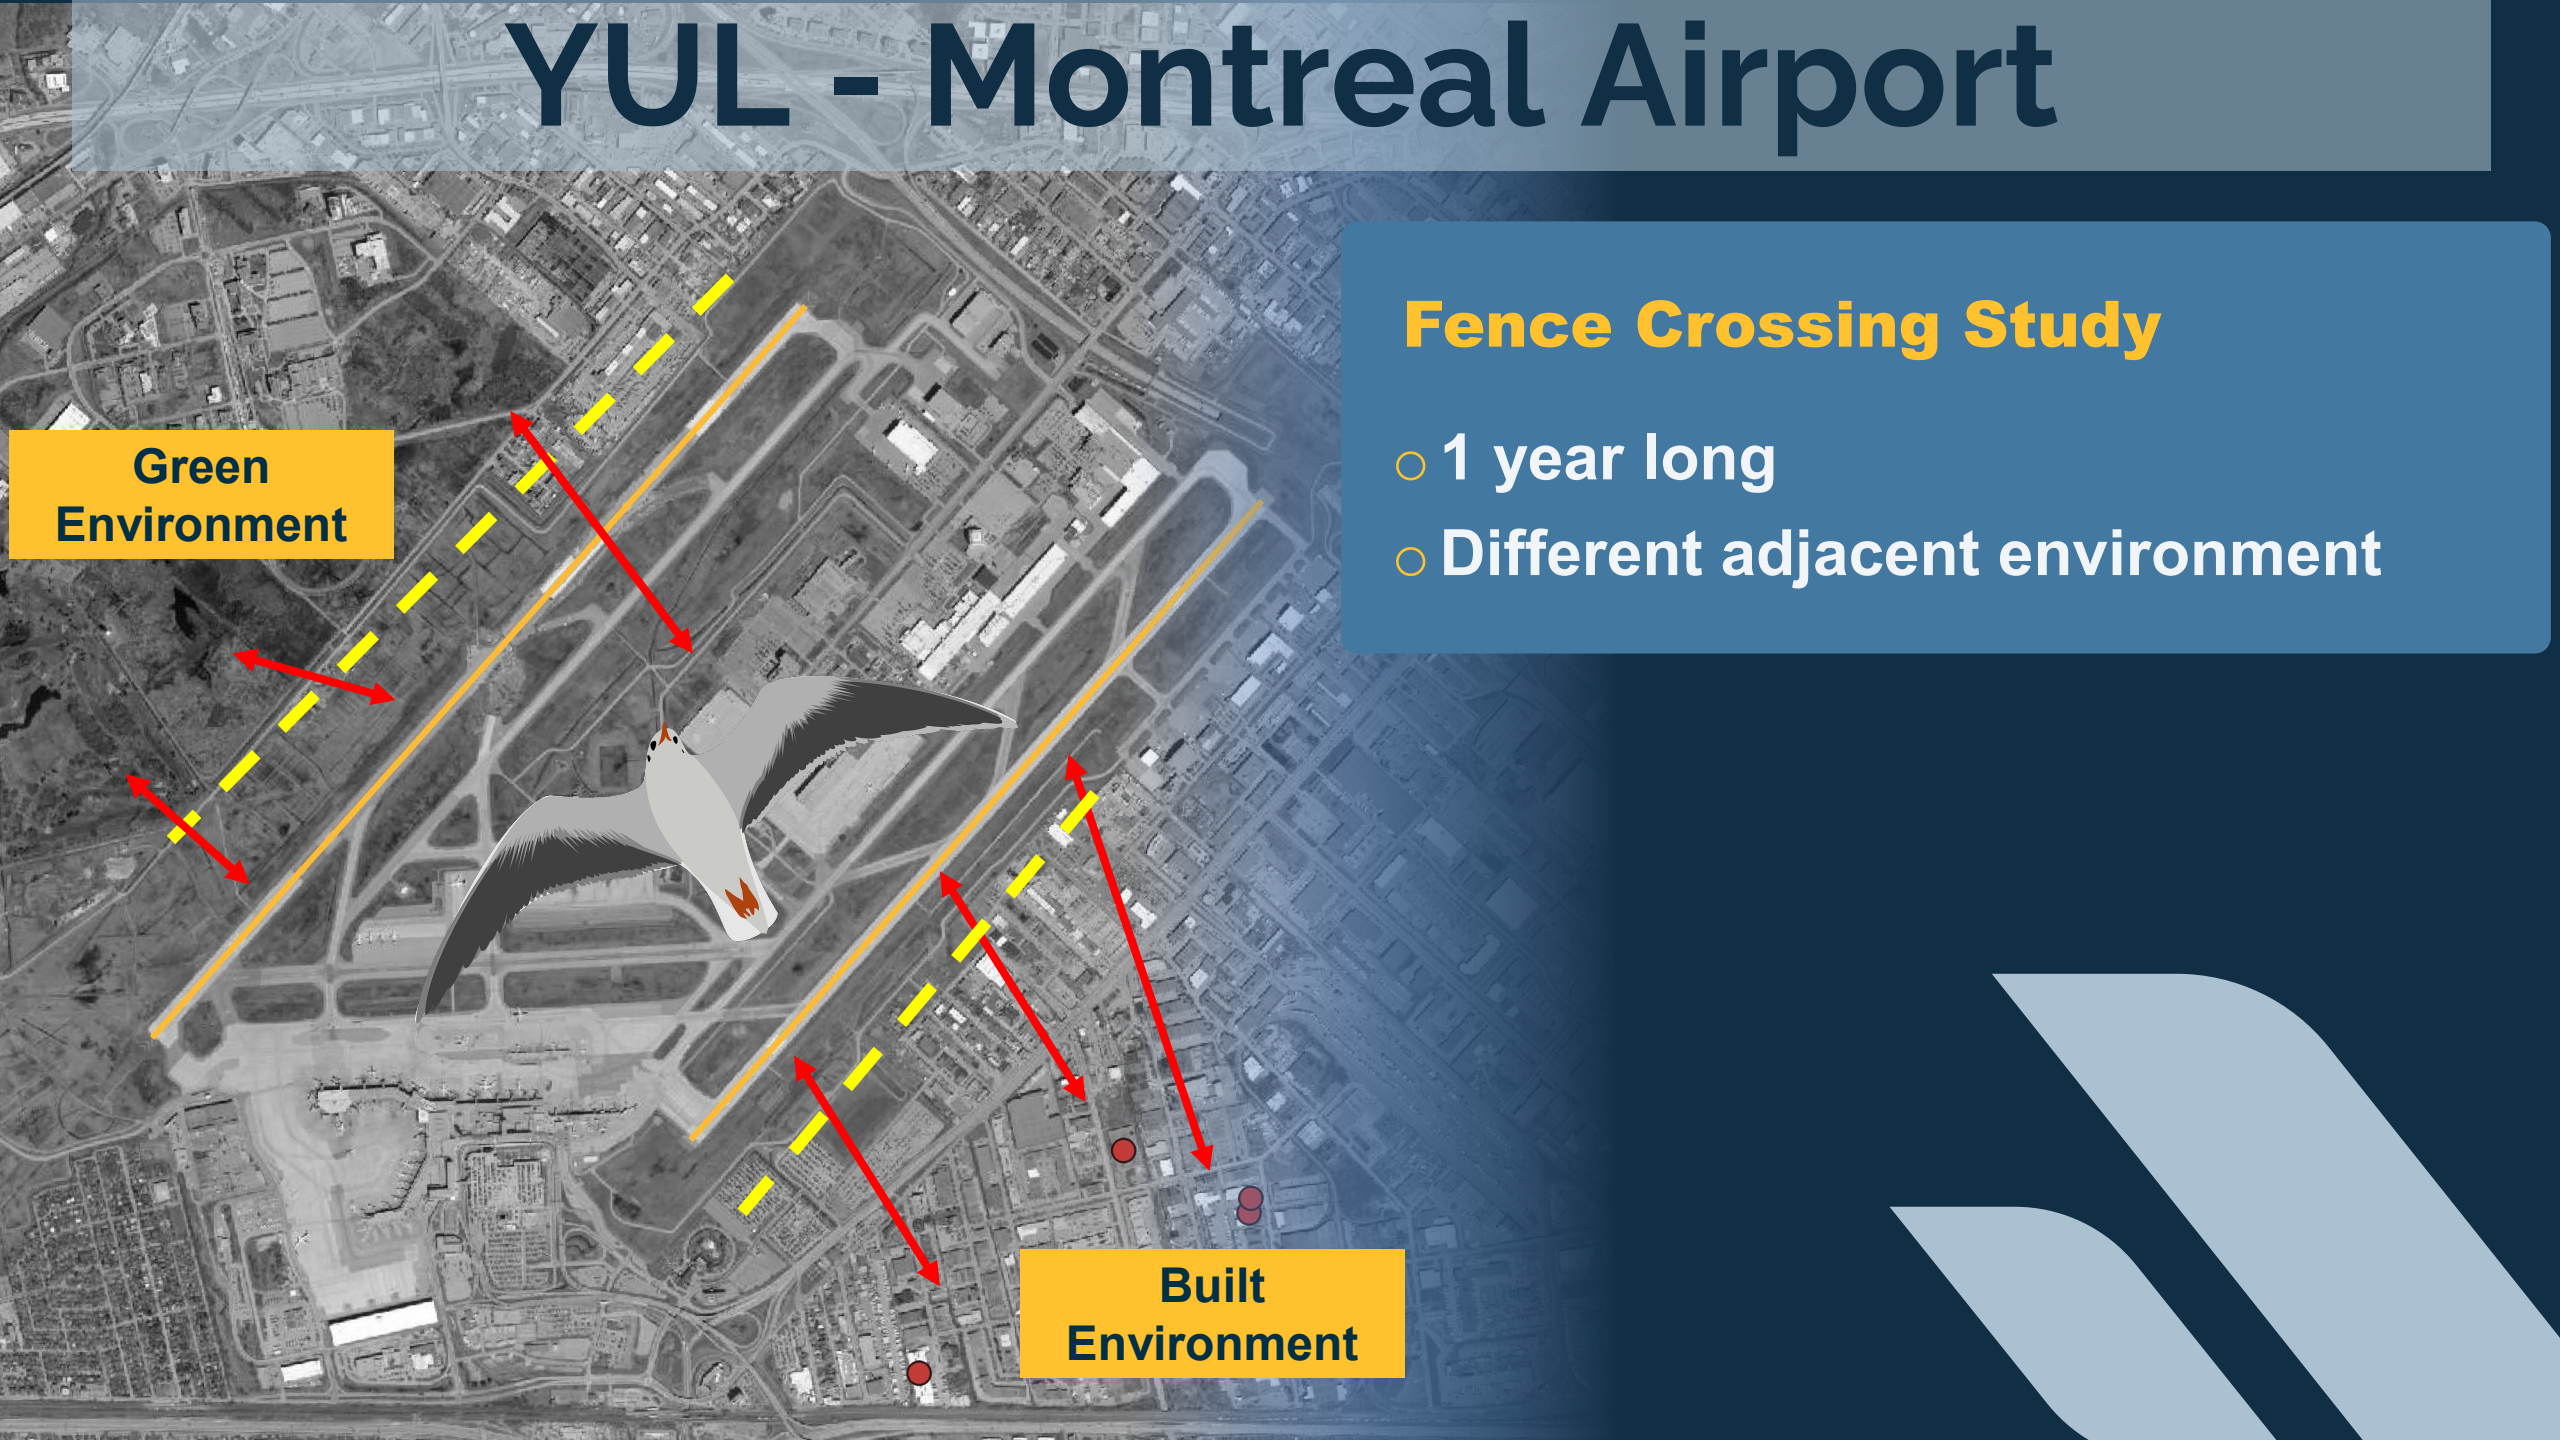 YUL - Montreal Airport
Fence Crossing Study
1 year long
Different adjacent environment
Green
Environment
Built
Environment